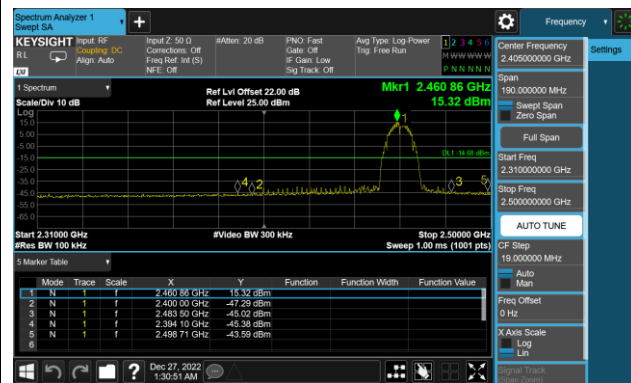 Spectrum Analyzer 1
Swept SA
Frequency
KEYSIGHT
RL
LXI
Input: RF
Coupling: DC
Align: Auto
Input Z: 50 Ω
Corrections: Off
Freq Ref: Int (S)
NFE: Off
#Atten: 20 dB
PNO: Fast
Gate: Off
IF Gain: Low
Sig Track: Off
Avg Type: Log-Power
Trig: Free Run
1 2 3 4 5 6
M W W W W W
P N N N N N
Center Frequency
2.405000000 GHz
Settings
Span
190.000000 MHz
Swept Span
Zero Span
Full Span
Start Freq
2.310000000 GHz
Stop Freq
2.500000000 GHz
AUTO TUNE
CF Step
19.000000 MHz
Auto
Man
Freq Offset
0 Hz
X Axis Scale
Log
Lin
Signal Track
(Span Zoom)
1 Spectrum
Scale/Div 10 dB
Log
Ref Lvl Offset 22.00 dB
Ref Level 25.00 dBm
Mkr1 2.460 86 GHz
15.32 dBm
15.0
5.00
-5.00
-15.0
-25.0
-35.0
-45.0
-55.0
-65.0
DL1 -14.68 dBm
1
4
2
3
5
Start 2.31000 GHz
#Res BW 100 kHz
#Video BW 300 kHz
Stop 2.50000 GHz
Sweep 1.00 ms (1001 pts)
5 Marker Table
Mode Trace Scale X Y Function Function Width Function Value
1 N 1 f 2.460 86 GHz 15.32 dBm
2 N 1 f 2.400 00 GHz -47.29 dBm
3 N 1 f 2.483 50 GHz -45.02 dBm
4 N 1 f 2.394 10 GHz -45.38 dBm
5 N 1 f 2.498 71 GHz -43.59 dBm
6
?
Dec 27, 2022
1:30:51 AM